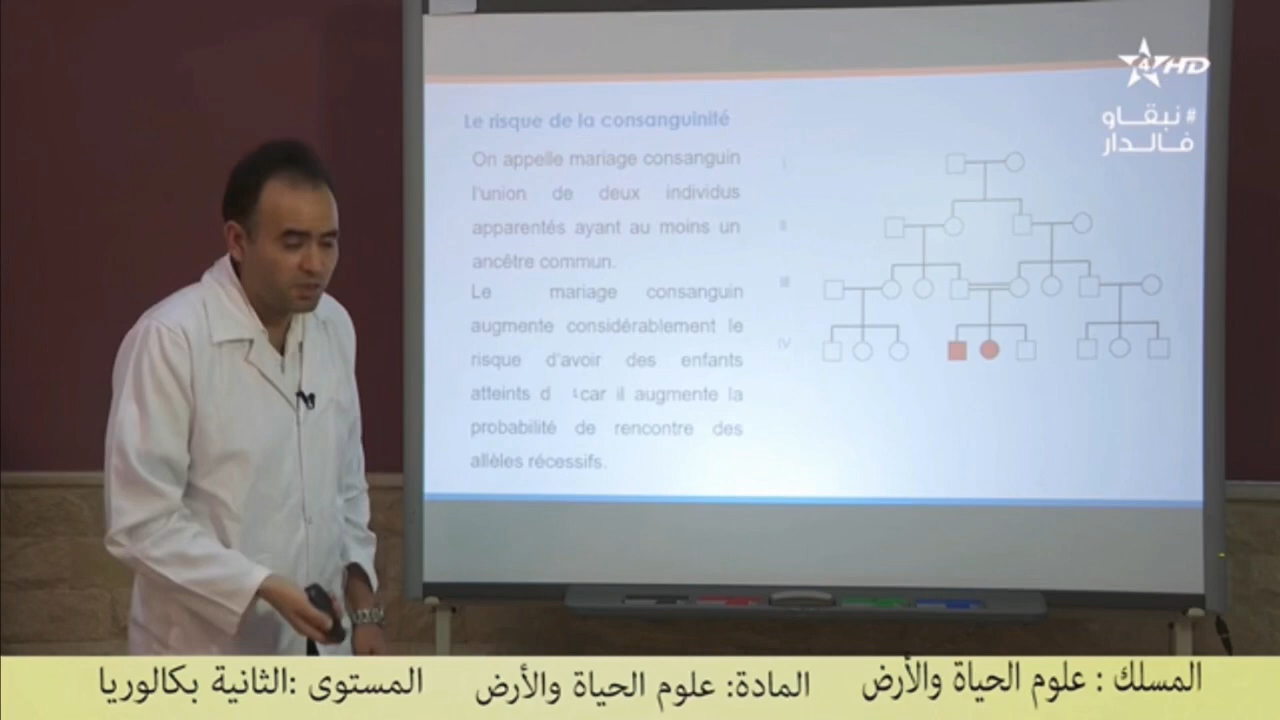 Le risque de la consanguinité
On appelle mariage consanguin
l'union de deux individus
apparentés ayant au moins un
ancêtre commun.
Le mariage consanguin
augmente considérablement le
risque d'avoir des enfants
atteints d car il augmente la
probabilité de rencontre des
allèles récessifs.
I
II
III
IV
4 HD
#نبقاو
فالدار
المسلك : علوم الحياة والأرض
المادة: علوم الحياة والأرض
المستوى :الثانية بكالوريا